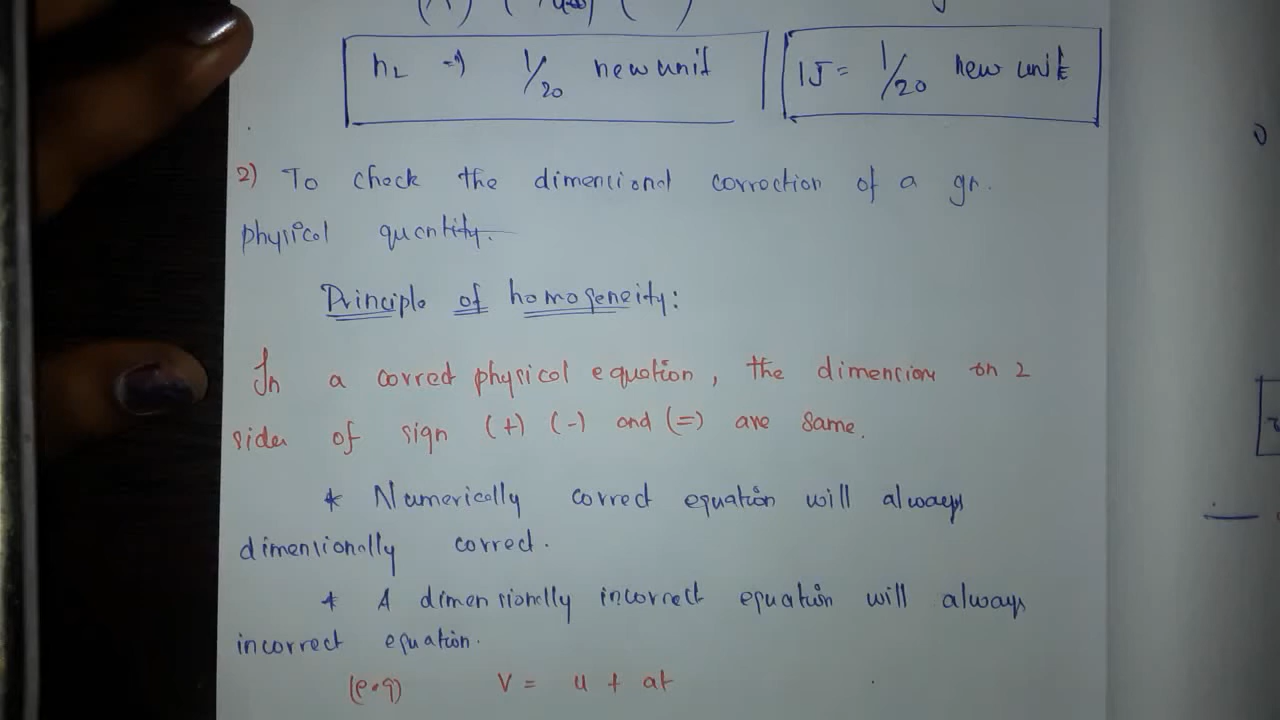 n₂ ⇒ 1/20 new unit
1J = 1/20 new unit
2) To check the dimensional correction of a gn.
physical quantity.
Principle of homogeneity:
In a correct physical equation, the dimension on 2
sides of sign (+) (-) and (=) are same.
* Numerically correct equation will always
dimensionally correct.
* A dimensionally incorrect equation will always
incorrect equation.
(e.g) V = u + at